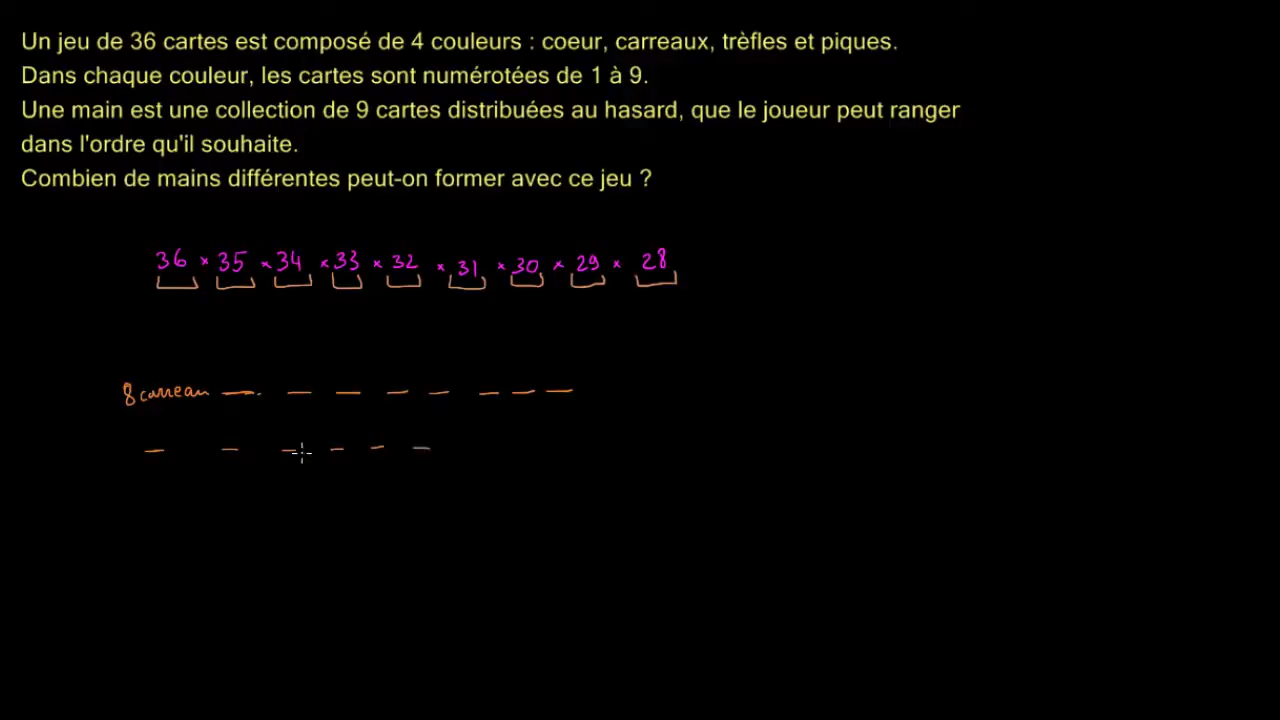 Un jeu de 36 cartes est composé de 4 couleurs : coeur, carreaux, trèfles et piques.
Dans chaque couleur, les cartes sont numérotées de 1 à 9.
Une main est une collection de 9 cartes distribuées au hasard, que le joueur peut ranger
dans l'ordre qu'il souhaite.
Combien de mains différentes peut-on former avec ce jeu ?
36 × 35 × 34 × 33 × 32 × 31 × 30 × 29 × 28
8 carreau